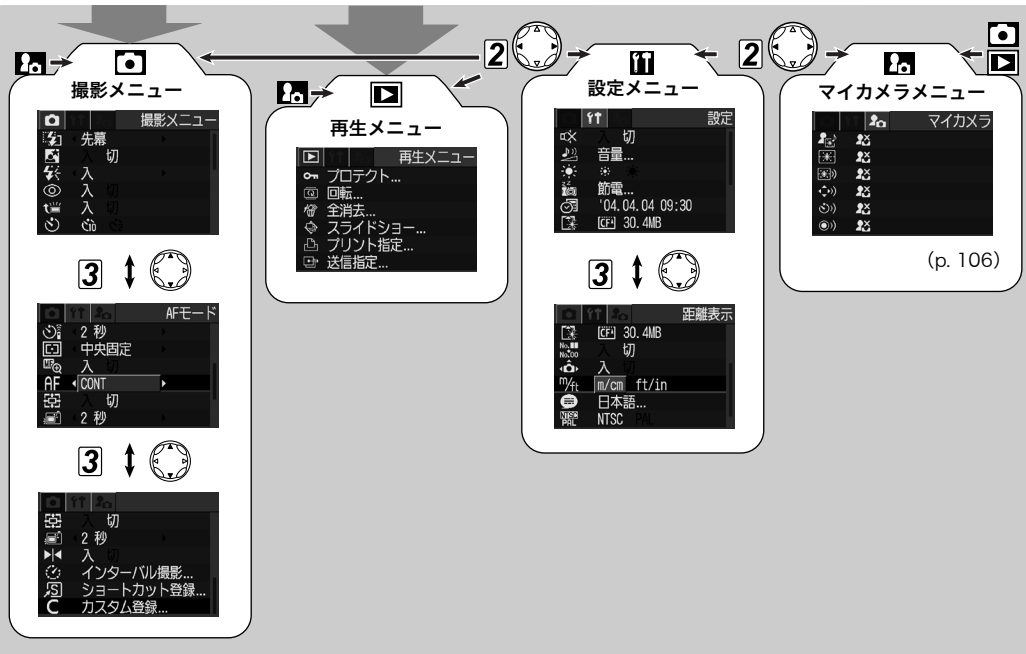 2
2
撮影メニュー
撮影メニュー
先幕
入 切
入
入 切
入 切
3
AFモード
2 秒
中央固定
入 切
AF CONT
入 切
2 秒
3
入 切
2 秒
入 切
インターバル撮影...
ショートカット登録...
C カスタム登録...
再生メニュー
再生メニュー
プロテクト...
回転...
全消去...
スライドショー...
プリント指定...
送信指定...
設定メニュー
設定
入 切
音量...
節電...
'04.04.04 09:30
CF 30.4MB
3
距離表示
CF 30.4MB
入 切
入 切
m/ft m/cm ft/in
日本語...
NTSC PAL NTSC PAL
マイカメラメニュー
マイカメラ
(p. 106)